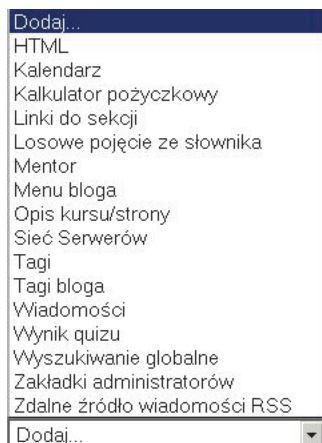 Dodaj...
HTML
Kalendarz
Kalkulator pożyczkowy
Linki do sekcji
Losowe pojęcie ze słownika
Mentor
Menu bloga
Opis kursu/strony
Sieć Serwerów
Tagi
Tagi bloga
Wiadomości
Wynik quizu
Wyszukiwanie globalne
Zakładki administratorów
Zdalne źródło wiadomości RSS
Dodaj...